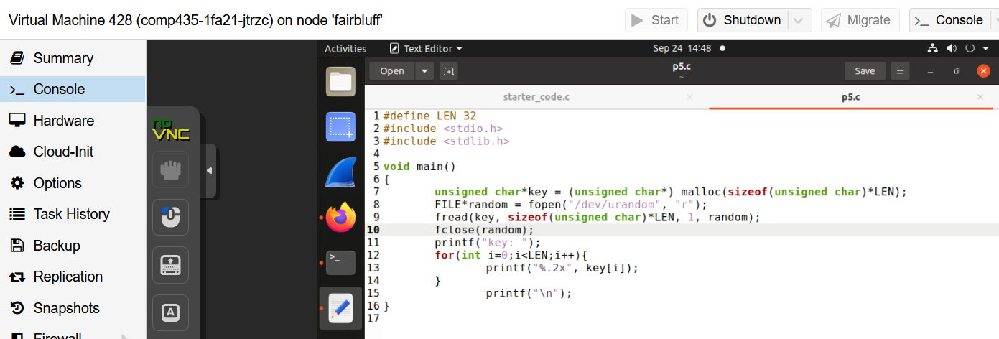 Virtual Machine 428 (comp435-1fa21-jtrzc) on node 'fairbluff'
Start
Shutdown
Migrate
>_ Console
Summary
>_ Console
Hardware
Cloud-Init
Options
Task History
Backup
Replication
Snapshots
Firewall
no
VNC
A
Activities
Text Editor
Sep 24 14:48
Open
p5.c
~
Save
starter_code.c
p5.c
1 #define LEN 32
2 #include <stdio.h>
3 #include <stdlib.h>
4
5 void main()
6 {
7 unsigned char*key = (unsigned char*) malloc(sizeof(unsigned char)*LEN);
8 FILE*random = fopen("/dev/urandom", "r");
9 fread(key, sizeof(unsigned char)*LEN, 1, random);
10 fclose(random);
11 printf("key: ");
12 for(int i=0;i<LEN;i++){
13 printf("%.2x", key[i]);
14 }
15 printf("\n");
16 }
17